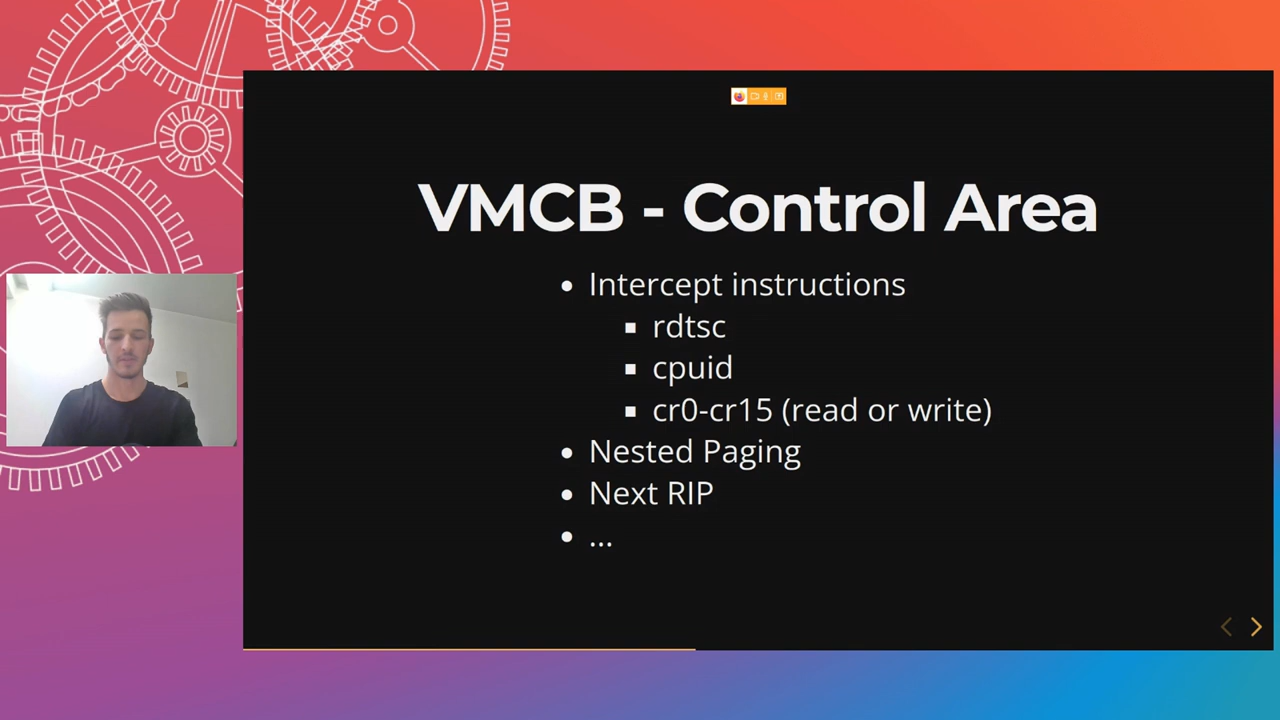 VMCB - Control Area
Intercept instructions
rdtsc
cpuid
cr0-cr15 (read or write)
Nested Paging
Next RIP
...